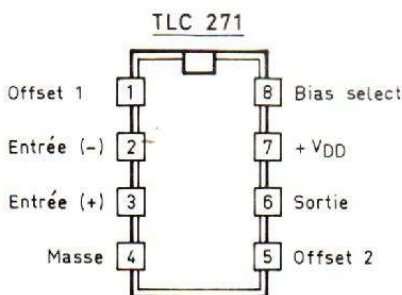 TLC 271
Offset 1 1 8 Bias select
Entrée (-) 2 7 + VDD
Entrée (+) 3 6 Sortie
Masse 4 5 Offset 2